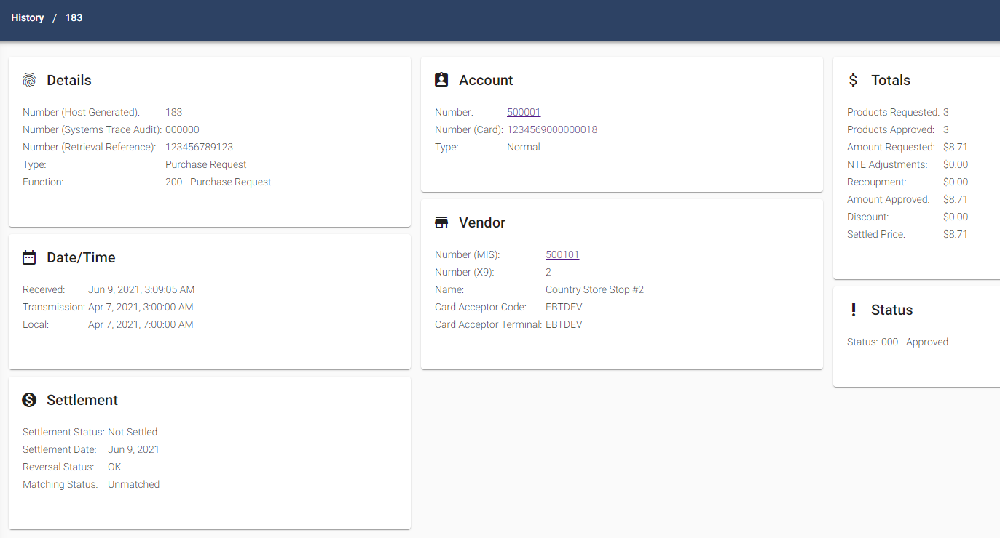 History / 183
Details
Number (Host Generated): 183
Number (Systems Trace Audit): 000000
Number (Retrieval Reference): 123456789123
Type: Purchase Request
Function: 200 - Purchase Request
Date/Time
Received: Jun 9, 2021, 3:09:05 AM
Transmission: Apr 7, 2021, 3:00:00 AM
Local: Apr 7, 2021, 7:00:00 AM
Settlement
Settlement Status: Not Settled
Settlement Date: Jun 9, 2021
Reversal Status: OK
Matching Status: Unmatched
Account
Number: 500001
Number (Card): 1234569000000018
Type: Normal
Vendor
Number (MIS): 500101
Number (X9): 2
Name: Country Store Stop #2
Card Acceptor Code: EBTDEV
Card Acceptor Terminal: EBTDEV
Totals
Products Requested: 3
Products Approved: 3
Amount Requested: $8.71
NTE Adjustments: $0.00
Recoupment: $0.00
Amount Approved: $8.71
Discount: $0.00
Settled Price: $8.71
Status
Status: 000 - Approved.